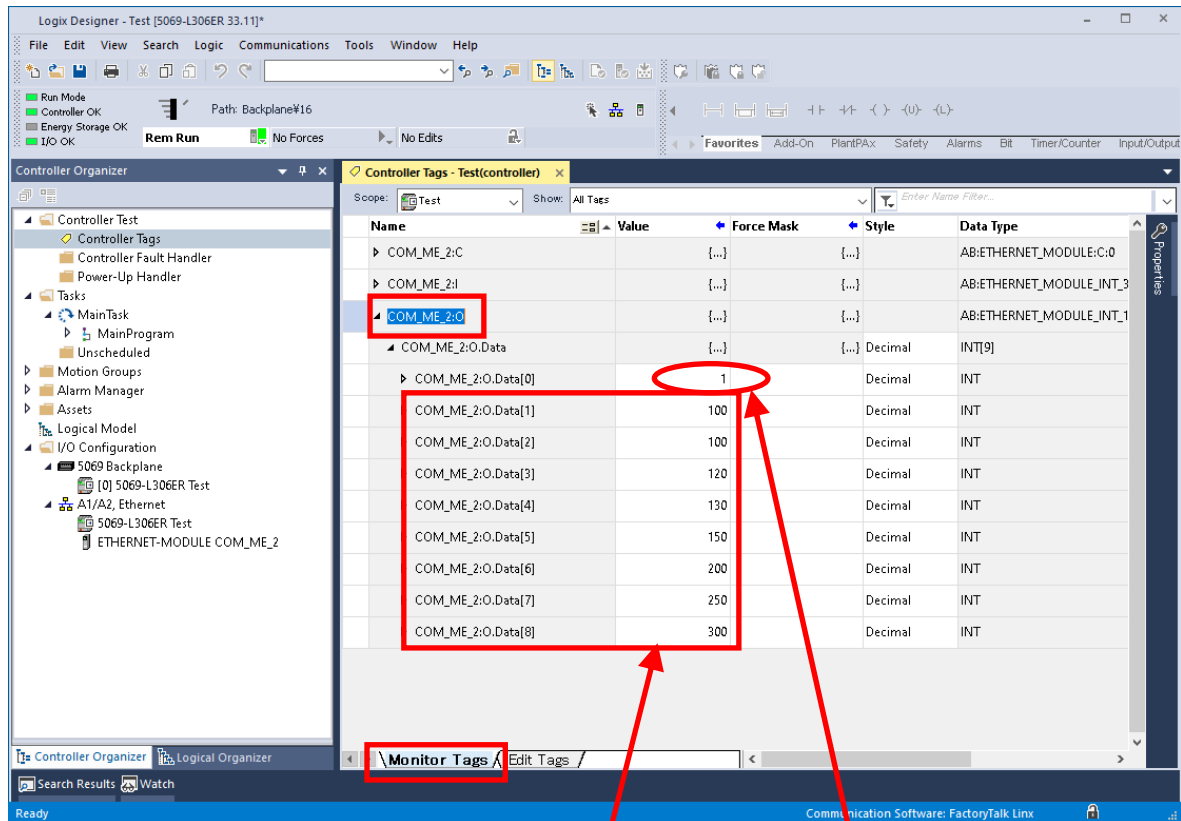 Logix Designer - Test [5069-L306ER 33.11]*
File Edit View Search Logic Communications Tools Window Help
Run Mode
Controller OK
Energy Storage OK
I/O OK
Path: Backplane¥16
Rem Run No Forces No Edits
Favorites Add-On PlantPAx Safety Alarms Bit Timer/Counter Input/Output
Controller Organizer
Controller Tags - Test(controller)
Scope: Test Show: All Tags Enter Name Filter...
Name Value Force Mask Style Data Type
COM_ME_2:C {...} {...} AB:ETHERNET_MODULE:C:0
COM_ME_2:I {...} {...} AB:ETHERNET_MODULE_INT_3
COM_ME_2:O {...} {...} AB:ETHERNET_MODULE_INT_1
COM_ME_2:O.Data {...} {...} Decimal INT[9]
COM_ME_2:O.Data[0] 1 Decimal INT
COM_ME_2:O.Data[1] 100 Decimal INT
COM_ME_2:O.Data[2] 100 Decimal INT
COM_ME_2:O.Data[3] 120 Decimal INT
COM_ME_2:O.Data[4] 130 Decimal INT
COM_ME_2:O.Data[5] 150 Decimal INT
COM_ME_2:O.Data[6] 200 Decimal INT
COM_ME_2:O.Data[7] 250 Decimal INT
COM_ME_2:O.Data[8] 300 Decimal INT
Properties
Controller Test
Controller Tags
Controller Fault Handler
Power-Up Handler
Tasks
MainTask
MainProgram
Unscheduled
Motion Groups
Alarm Manager
Assets
Logical Model
I/O Configuration
5069 Backplane
[0] 5069-L306ER Test
A1/A2, Ethernet
5069-L306ER Test
ETHERNET-MODULE COM_ME_2
Controller Organizer Logical Organizer
Monitor Tags Edit Tags
Search Results Watch
Ready Communication Software: FactoryTalk Linx